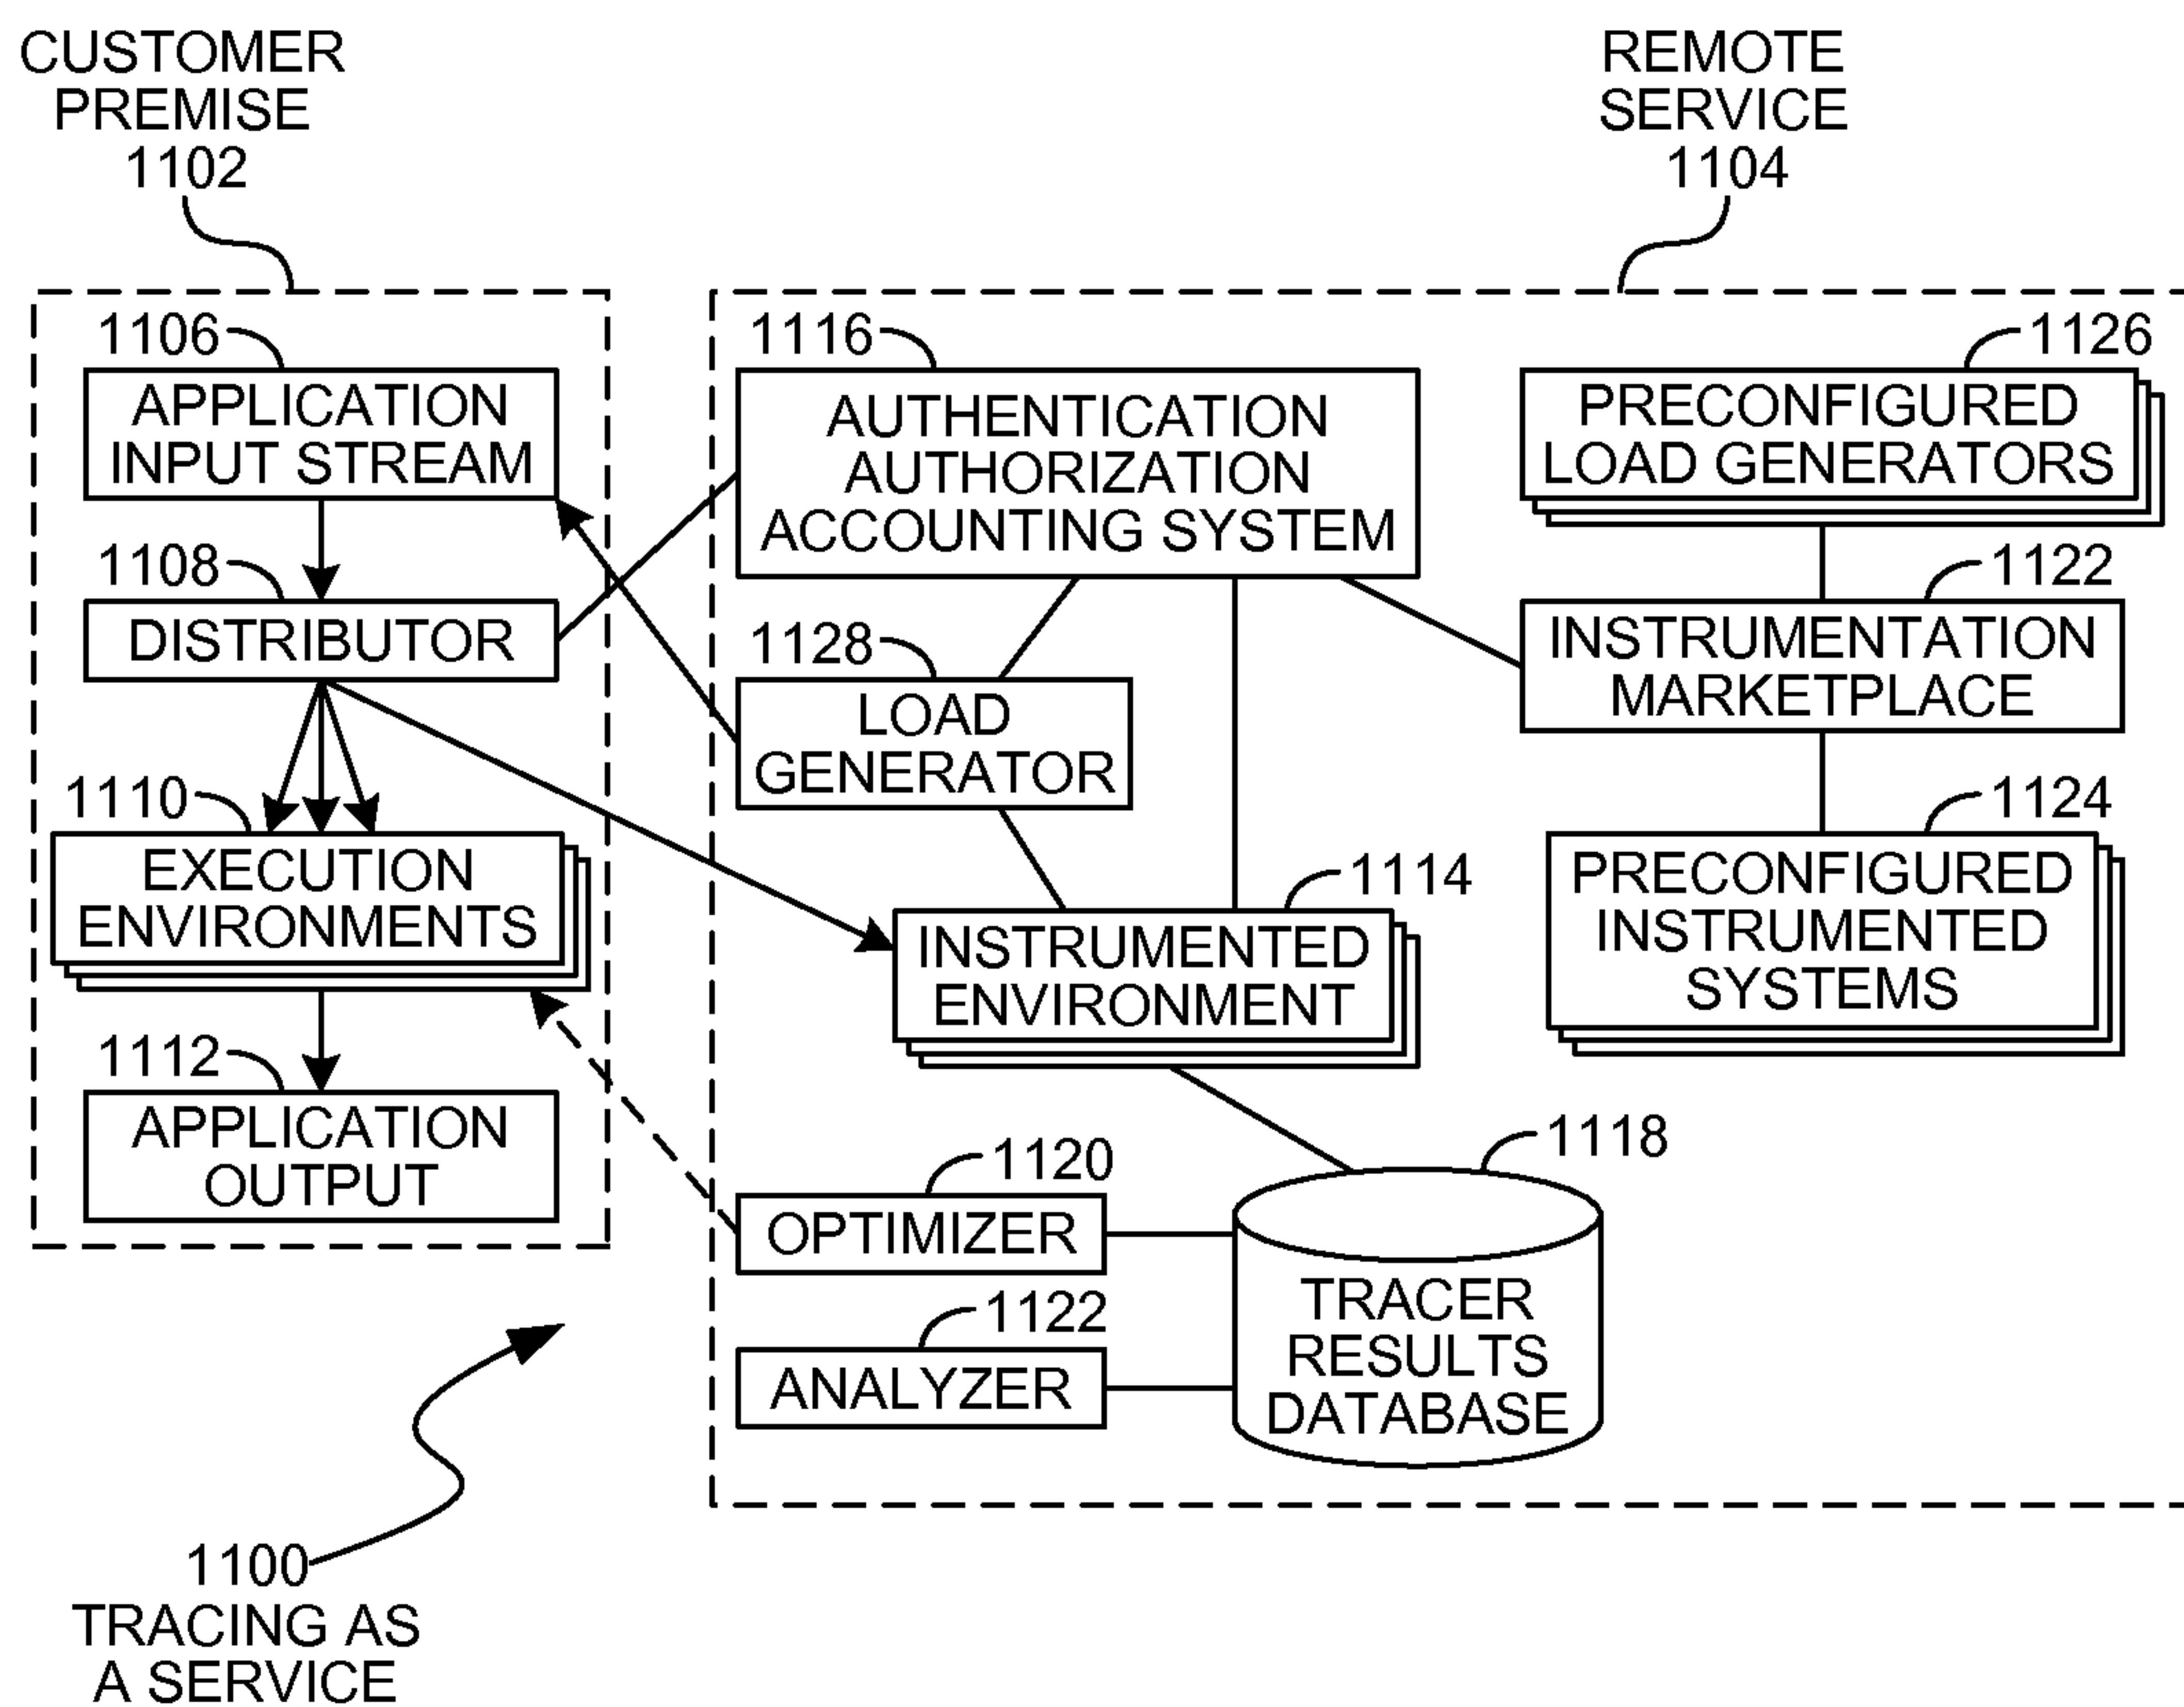 CUSTOMER
PREMISE
1102
REMOTE
SERVICE
1104
1106
APPLICATION
INPUT STREAM
1108
DISTRIBUTOR
1110
EXECUTION
ENVIRONMENTS
1112
APPLICATION
OUTPUT
1116
AUTHENTICATION
AUTHORIZATION
ACCOUNTING SYSTEM
1128
LOAD
GENERATOR
1114
INSTRUMENTED
ENVIRONMENT
1120
OPTIMIZER
1122
ANALYZER
1118
TRACER
RESULTS
DATABASE
1126
PRECONFIGURED
LOAD GENERATORS
1122
INSTRUMENTATION
MARKETPLACE
1124
PRECONFIGURED
INSTRUMENTED
SYSTEMS
1100
TRACING AS
A SERVICE